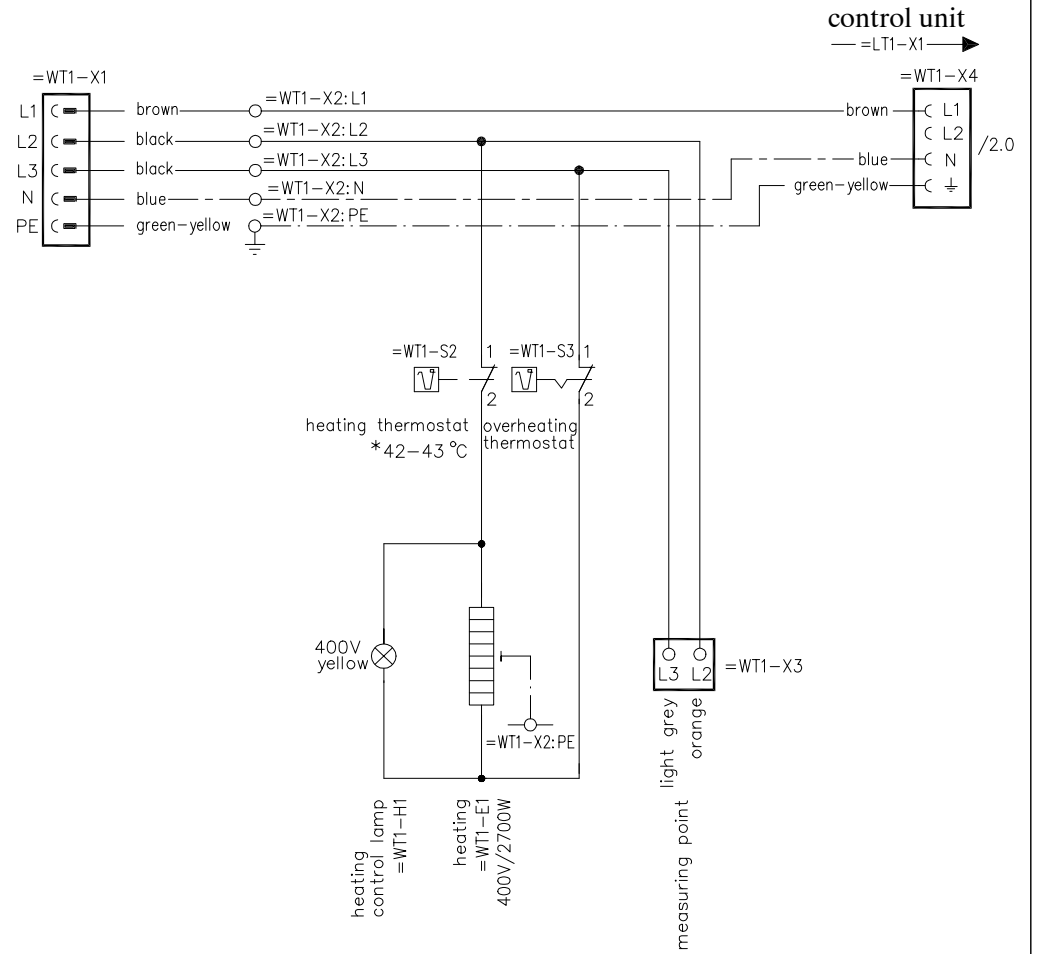 control unit
=LT1-X1
=WT1-X1
=WT1-X4
L1 brown =WT1-X2:L1 brown L1
L2 black =WT1-X2:L2 L2
/2.0
L3 black =WT1-X2:L3 blue N
N blue =WT1-X2:N green-yellow
PE green-yellow =WT1-X2:PE
=WT1-S2 1 =WT1-S3 1
2 2
heating thermostat
*42-43 °C
overheating
thermostat
400V
yellow
L3 L2 =WT1-X3
=WT1-X2:PE
light grey
orange
heating
control lamp
=WT1-H1
heating
=WT1-E1
400V/2700W
measuring point